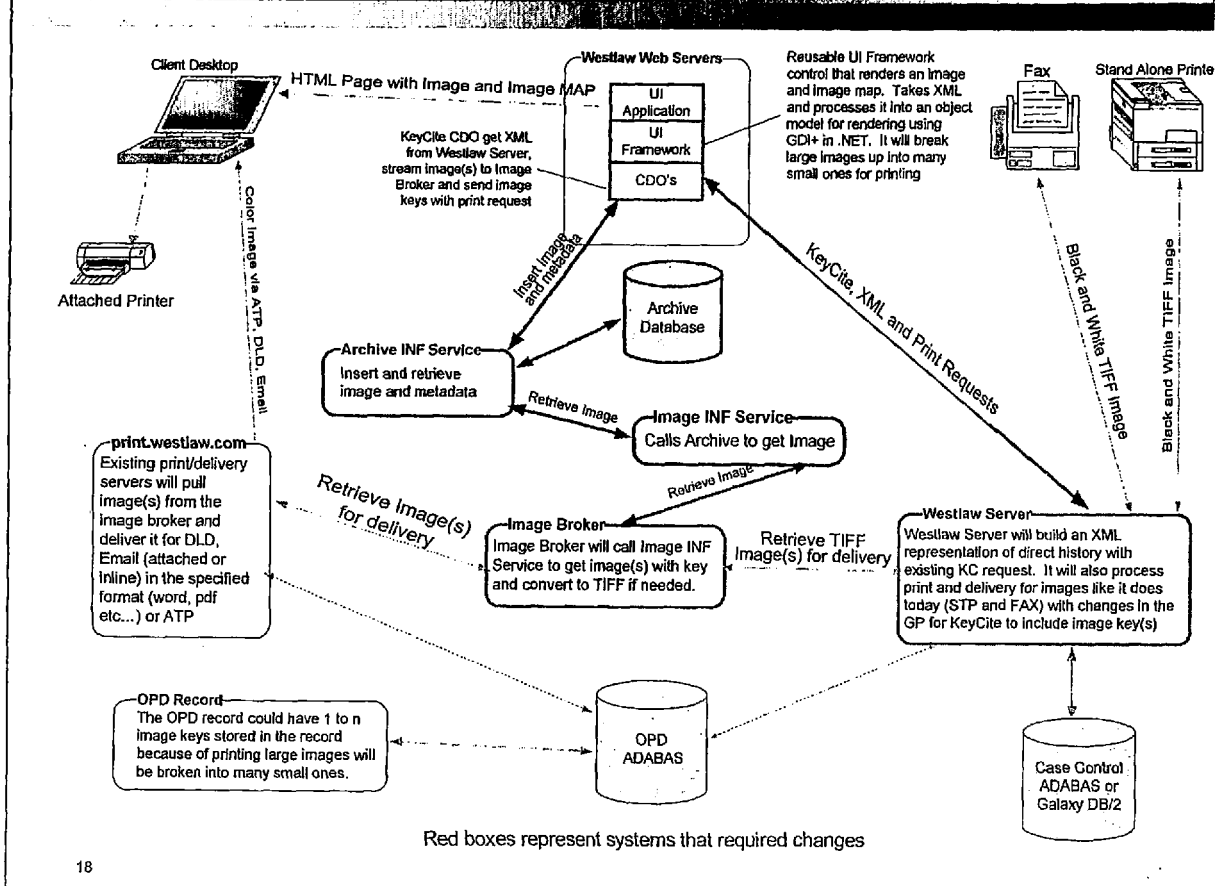 Client Desktop
HTML Page with Image and Image MAP
Westlaw Web Servers
UI
Application
UI
Framework
CDO's
Reusable UI Framework
control that renders an Image
and image map. Takes XML
and processes it into an object
model for rendering using
GDI+ in .NET. It will break
large images up into many
small ones for printing
Fax
Stand Alone Printe
KeyCite CDO get XML
from Westlaw Server,
stream image(s) to Image
Broker and send image
keys with print request
Attached Printer
Color Image via ATP, DLD, Email
Insert Image
and metadata
Archive
Database
KeyCite, XML and Print Requests
Black and White TIFF Image
Black and White TIFF Image
Archive INF Service
Insert and retrieve
image and metadata
Retrieve Image
Image INF Service
Calls Archive to get Image
Retrieve Image
print.westlaw.com
Existing print/delivery
servers will pull
image(s) from the
image broker and
deliver it for DLD,
Email (attached or
Inline) in the specified
format (word, pdf
etc...) or ATP
Retrieve Image(s)
for delivery
Image Broker
Image Broker will call Image INF
Service to get image(s) with key
and convert to TIFF if needed.
Retrieve TIFF
Image(s) for delivery
Westlaw Server
Westlaw Server will build an XML
representation of direct history with
existing KC request. It will also process
print and delivery for images like it does
today (STP and FAX) with changes in the
GP for KeyCite to include image key(s)
OPD Record
The OPD record could have 1 to n
image keys stored in the record
because of printing large images will
be broken into many small ones.
OPD
ADABAS
Case Control
ADABAS or
Galaxy DB/2
Red boxes represent systems that required changes
18